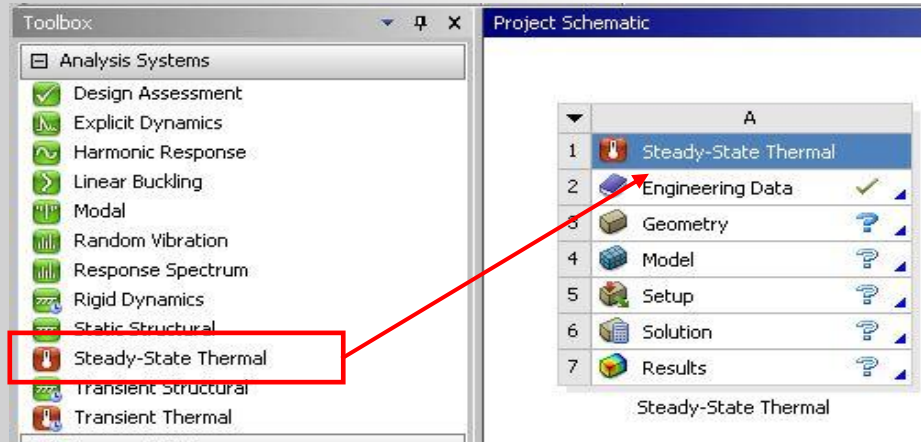 Toolbox
Analysis Systems
Design Assessment
Explicit Dynamics
Harmonic Response
Linear Buckling
Modal
Random Vibration
Response Spectrum
Rigid Dynamics
Static Structural
Steady-State Thermal
Transient Structural
Transient Thermal
Project Schematic
A
1 Steady-State Thermal
2 Engineering Data
3 Geometry
4 Model
5 Setup
6 Solution
7 Results
Steady-State Thermal